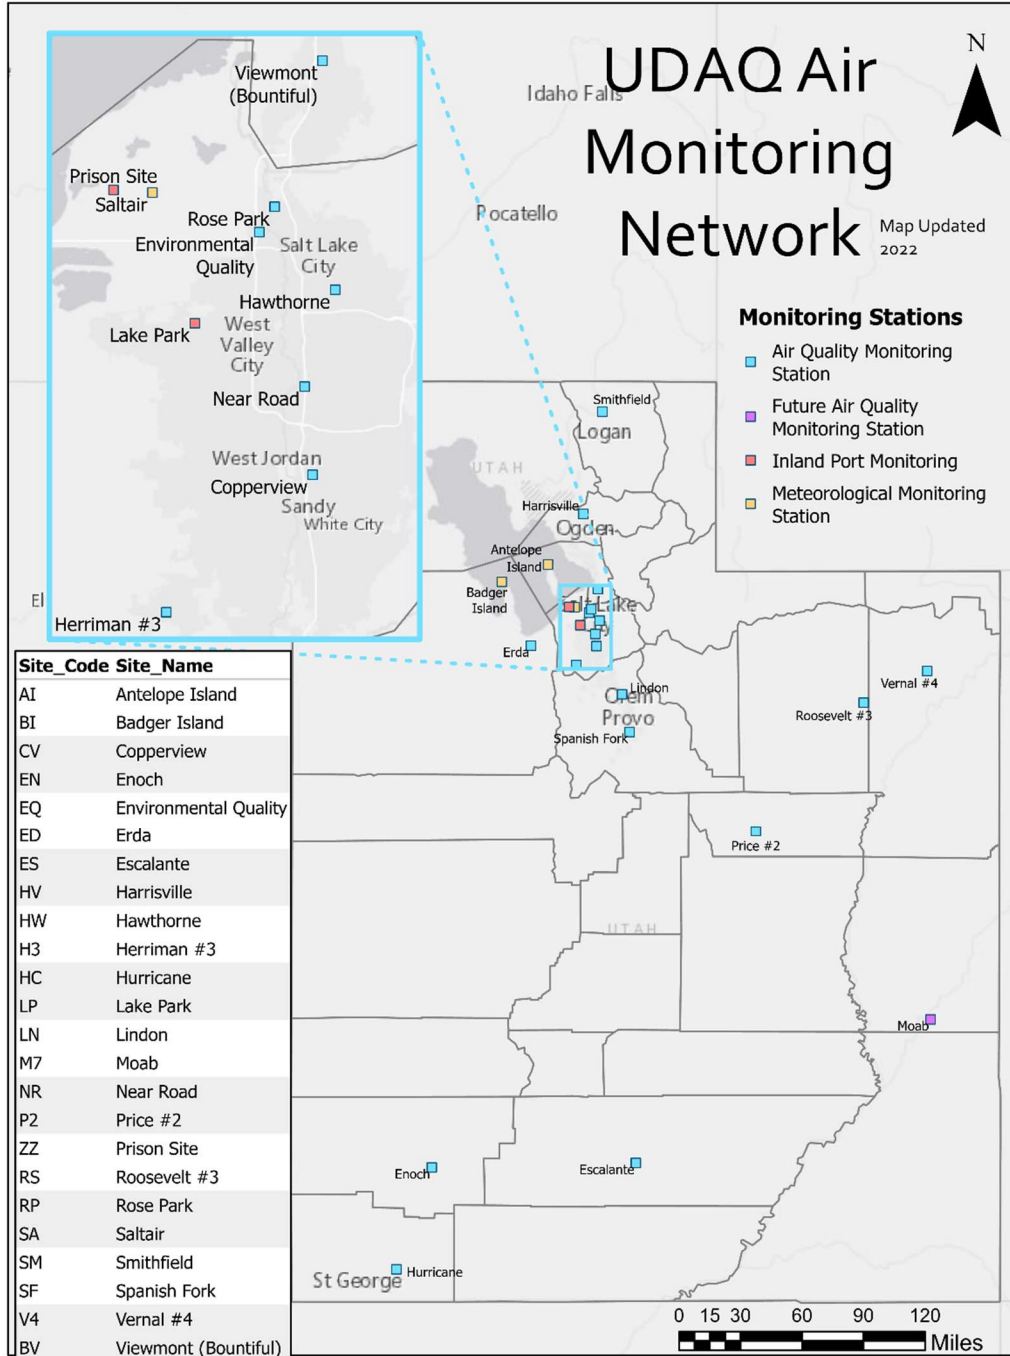 UDAQ Air
Monitoring
Network
Map Updated
2022
N
Idaho Falls
Pocatello
Monitoring Stations
Air Quality Monitoring
Station
Future Air Quality
Monitoring Station
Inland Port Monitoring
Meteorological Monitoring
Station
Viewmont
(Bountiful)
Prison Site
Saltair
Rose Park
Environmental
Quality
Salt Lake
City
Hawthorne
Lake Park
West
Valley
City
Near Road
West Jordan
Copperview
Sandy
White City
Herriman #3
El
Smithfield
Logan
UTAH
Harrisville
Ogden
Antelope
Island
Badger
Island
Salt Lake
Erda
Lindon
Orem
Provo
Spanish Fork
Vernal #4
Roosevelt #3
Price #2
UTAH
Moab
Enoch
Escalante
St George
Hurricane
0 15 30 60 90 120
Miles
Site_Code Site_Name
AI Antelope Island
BI Badger Island
CV Copperview
EN Enoch
EQ Environmental Quality
ED Erda
ES Escalante
HV Harrisville
HW Hawthorne
H3 Herriman #3
HC Hurricane
LP Lake Park
LN Lindon
M7 Moab
NR Near Road
P2 Price #2
ZZ Prison Site
RS Roosevelt #3
RP Rose Park
SA Saltair
SM Smithfield
SF Spanish Fork
V4 Vernal #4
BV Viewmont (Bountiful)